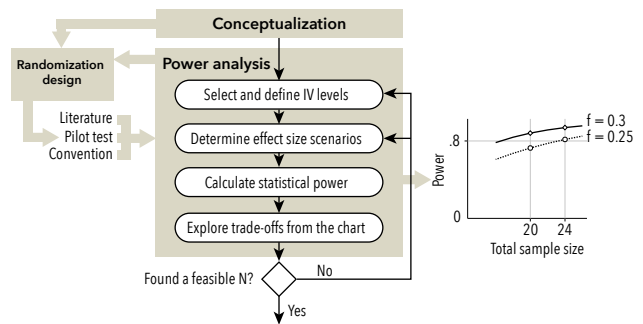 Conceptualization
Randomization
design
Power analysis
Select and define IV levels
Literature
Pilot test
Convention
Determine effect size scenarios
Calculate statistical power
Explore trade-offs from the chart
Found a feasible N?
No
Yes
f = 0.3
f = 0.25
.8
Power
0
20
24
Total sample size